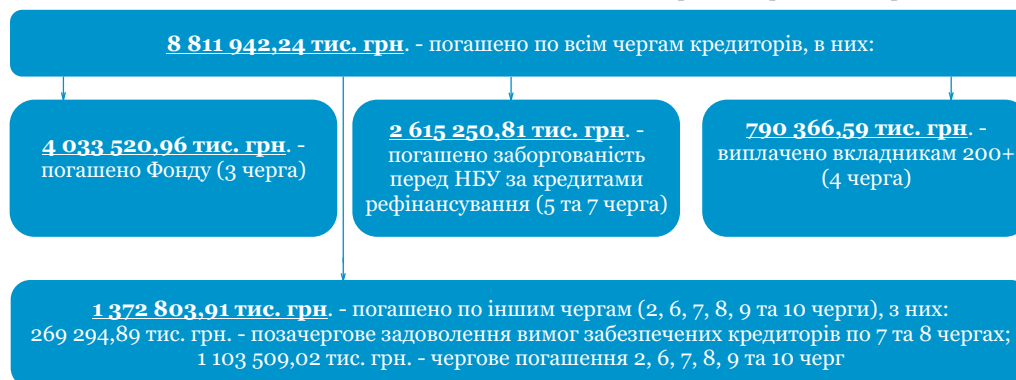 8 811 942,24 тис. грн. - погашено по всім чергам кредиторів, в них:
4 033 520,96 тис. грн. -
погашено Фонду (3 черга)
2 615 250,81 тис. грн. -
погашено заборгованість
перед НБУ за кредитами
рефінансування (5 та 7 черга)
790 366,59 тис. грн. -
виплачено вкладникам 200+
(4 черга)
1 372 803,91 тис. грн. - погашено по іншим чергам (2, 6, 7, 8, 9 та 10 черги), з них:
269 294,89 тис. грн. - позачергове задоволення вимог забезпечених кредиторів по 7 та 8 чергах;
1 103 509,02 тис. грн. - чергове погашення 2, 6, 7, 8, 9 та 10 черг